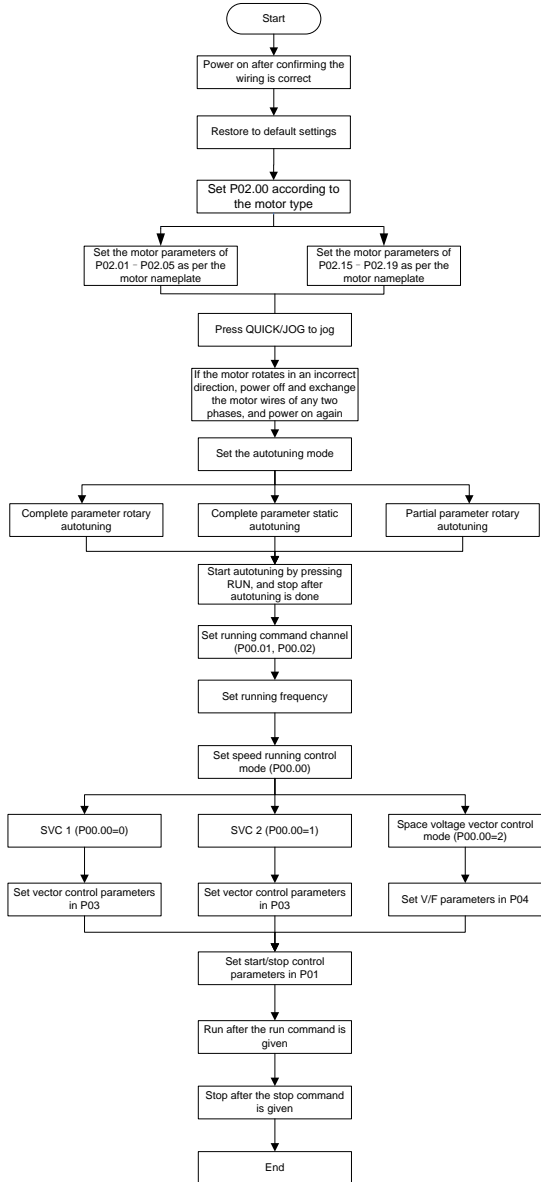 Start
Power on after confirming the
wiring is correct
Restore to default settings
Set P02.00 according to
the motor type
Set the motor parameters of
P02.01–P02.05 as per the
motor nameplate
Set the motor parameters of
P02.15–P02.19 as per the
motor nameplate
Press QUICK/JOG to jog
If the motor rotates in an incorrect
direction, power off and exchange
the motor wires of any two
phases, and power on again
Set the autotuning mode
Complete parameter rotary
autotuning
Complete parameter static
autotuning
Partial parameter rotary
autotuning
Start autotuning by pressing
RUN, and stop after
autotuning is done
Set running command channel
(P00.01, P00.02)
Set running frequency
Set speed running control
mode (P00.00)
SVC 1 (P00.00=0)
SVC 2 (P00.00=1)
Space voltage vector control
mode (P00.00=2)
Set vector control parameters
in P03
Set vector control parameters
in P03
Set V/F parameters in P04
Set start/stop control
parameters in P01
Run after the run command is
given
Stop after the stop command
is given
End